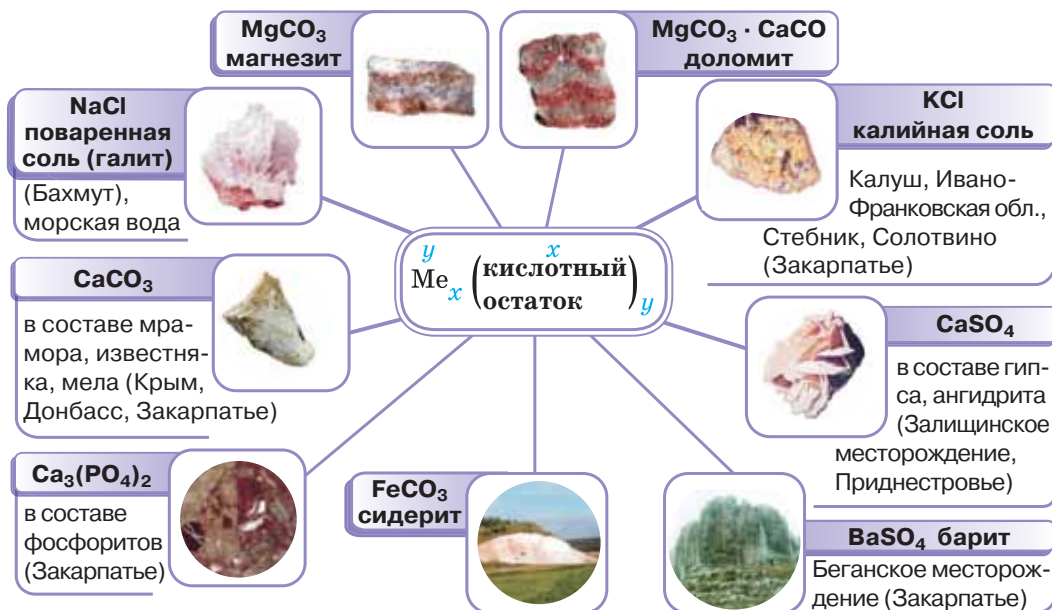 MgCO₃
магнезит
MgCO₃ · CaCO
доломит
NaCl
поваренная
соль (галит)
(Бахмут),
морская вода
KCl
калийная соль
Калуш, Ивано-
Франковская обл.,
Стебник, Солотвино
(Закарпатье)
y x
Meₓ (кислотный
остаток)y
CaCO₃
в составе мра-
мора, известня-
ка, мела (Крым,
Донбасс, Закарпатье)
CaSO₄
в составе гип-
са, ангидрита
(Залищинское
месторождение,
Приднестровье)
Ca₃(PO₄)₂
в составе
фосфоритов
(Закарпатье)
FeCO₃
сидерит
BaSO₄ барит
Беганское месторож-
дение (Закарпатье)